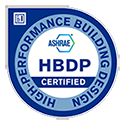 HIGH-PERFORMANCE BUILDING DESIGN
ASHRAE
HBDP
CERTIFIED